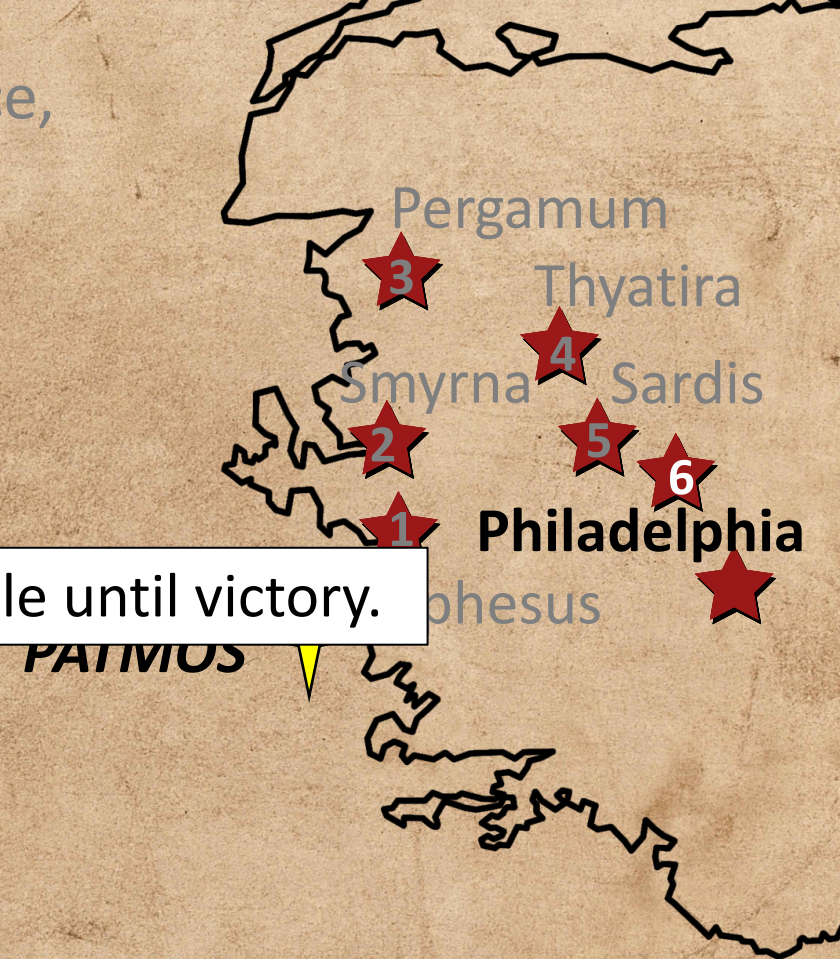 e,
Pergamum
3
Thyatira
4
Smyrna
Sardis
2
5
6
1
Philadelphia
le until victory.
phesus
PATMOS